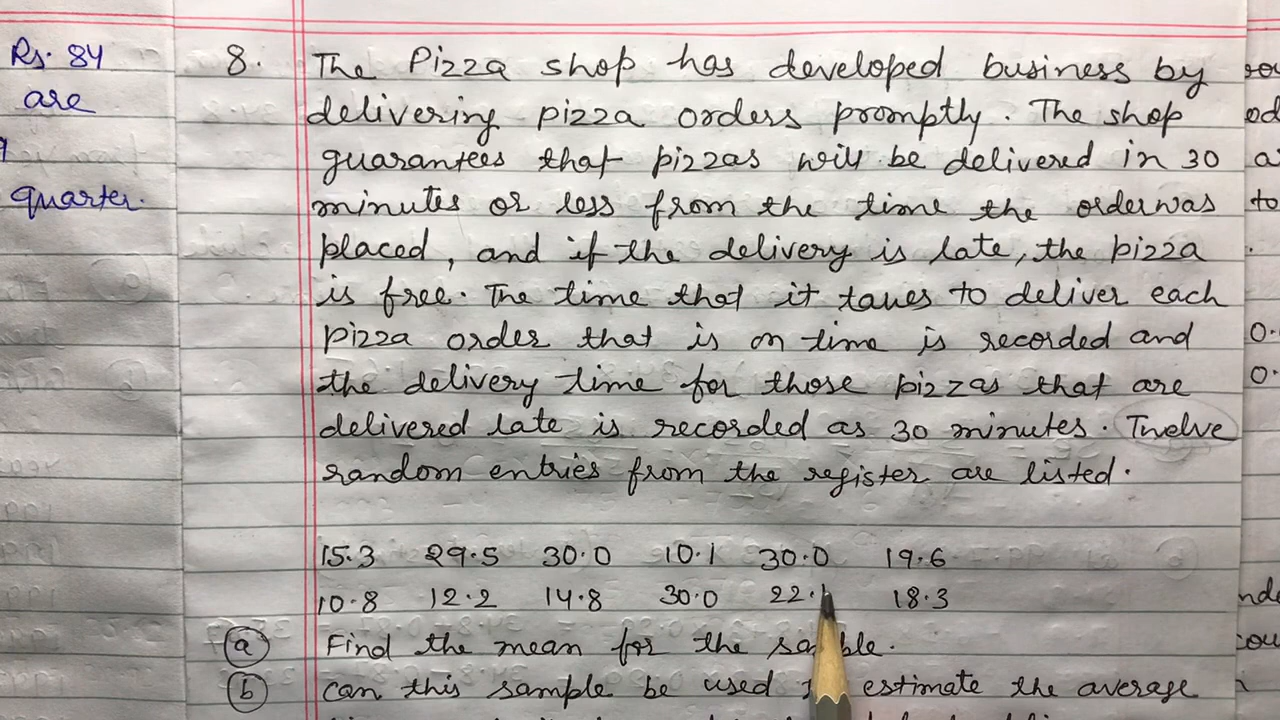 Rs. 84
are
quarter.
8. The Pizza shop has developed business by
delivering pizza orders promptly. The shop
guarantees that pizzas will be delivered in 30
minutes or less from the time the order was
placed, and if the delivery is late, the pizza
is free. The time that it taves to deliver each
pizza order that is on time is recorded and
the delivery time for those pizzas that are
delivered late is recorded as 30 minutes. Twelve
random entries from the register are listed.
15.3 29.5 30.0 10.1 30.0 19.6
10.8 12.2 14.8 30.0 18.3
(a) Find the mean for the
(b) can this sample be used estimate the average